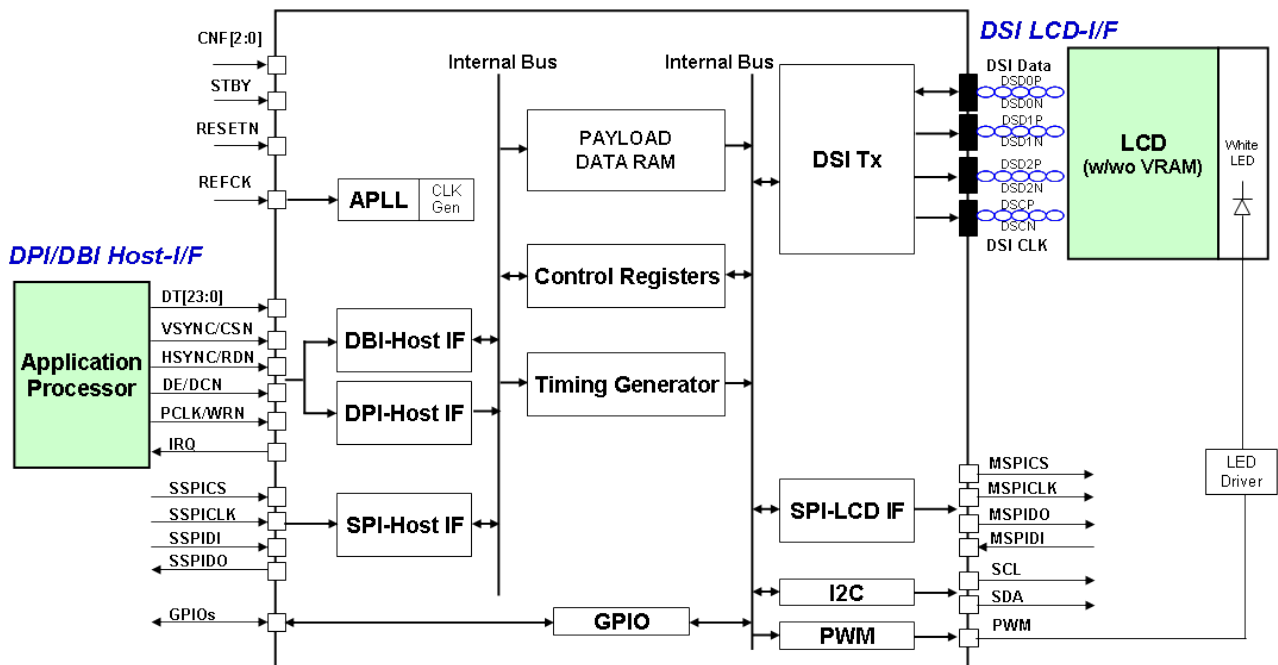 CNF[2:0]
STBY
RESETN
REFCK
DPI/DBI Host-I/F
Application
Processor
DT[23:0]
VSYNC/CSN
HSYNC/RDN
DE/DCN
PCLK/WRN
IRQ
SSPICS
SSPICLK
SSPIDI
SSPIDO
GPIOs
APLL
CLK
Gen
DBI-Host IF
DPI-Host IF
SPI-Host IF
Internal Bus
PAYLOAD
DATA RAM
Control Registers
Timing Generator
GPIO
Internal Bus
DSI Tx
SPI-LCD IF
I2C
PWM
DSI LCD-I/F
DSI Data
DSD0P
DSD0N
DSD1P
DSD1N
DSD2P
DSD2N
DSCP
DSCN
DSI CLK
LCD
(w/wo VRAM)
White
LED
LED
Driver
MSPICS
MSPICLK
MSPIDO
MSPIDI
SCL
SDA
PWM